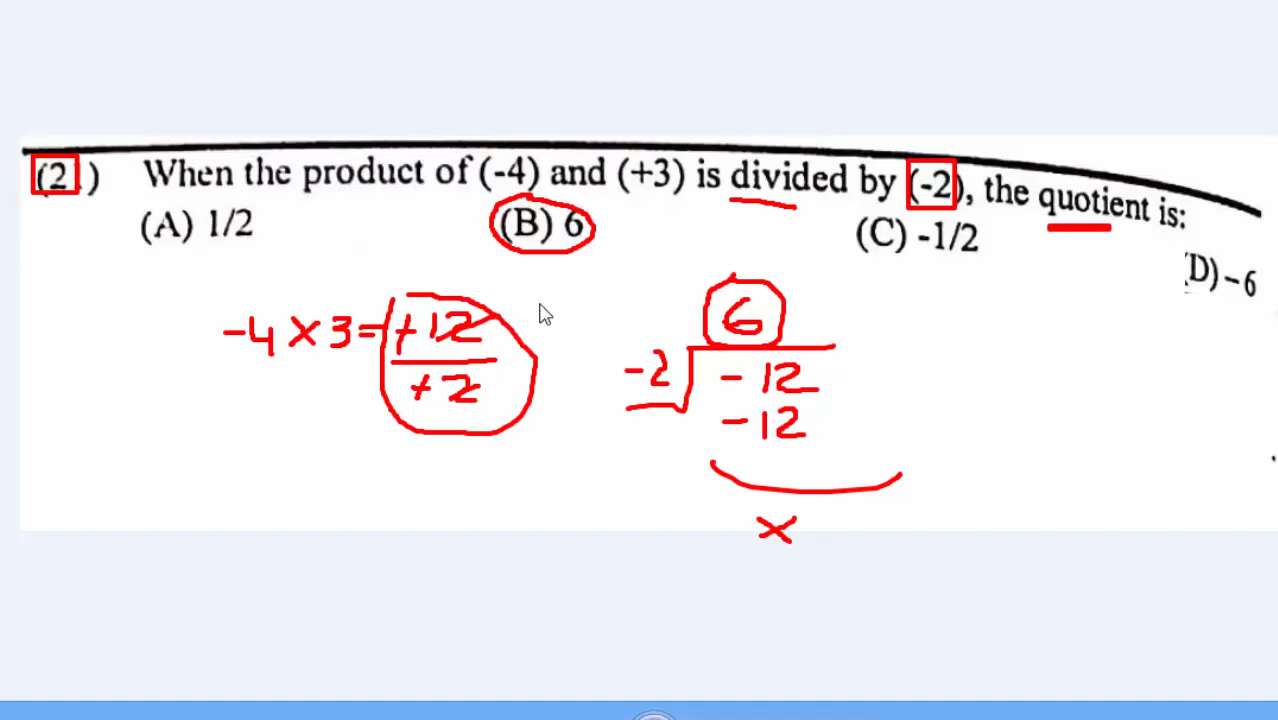 (2 ) When the product of (-4) and (+3) is divided by (-2), the quotient is:
(A) 1/2 (B) 6 (C) -1/2 (D) -6
-4 × 3 = +12
+2
6
-2 -12
-12
×